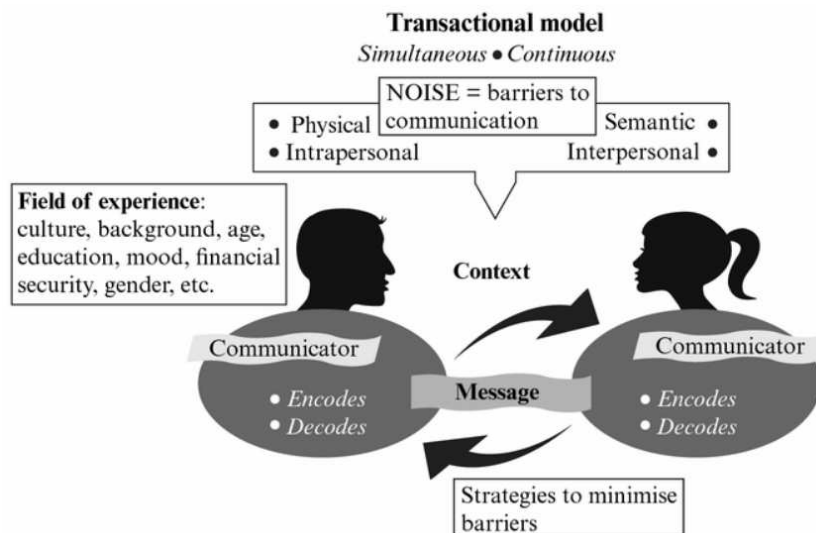 Transactional model
Simultaneous ● Continuous
NOISE = barriers to
communication
● Physical
● Intrapersonal
Semantic ●
Interpersonal ●
Field of experience:
culture, background, age,
education, mood, financial
security, gender, etc.
Context
Communicator
● Encodes
● Decodes
Message
Communicator
● Encodes
● Decodes
Strategies to minimise
barriers